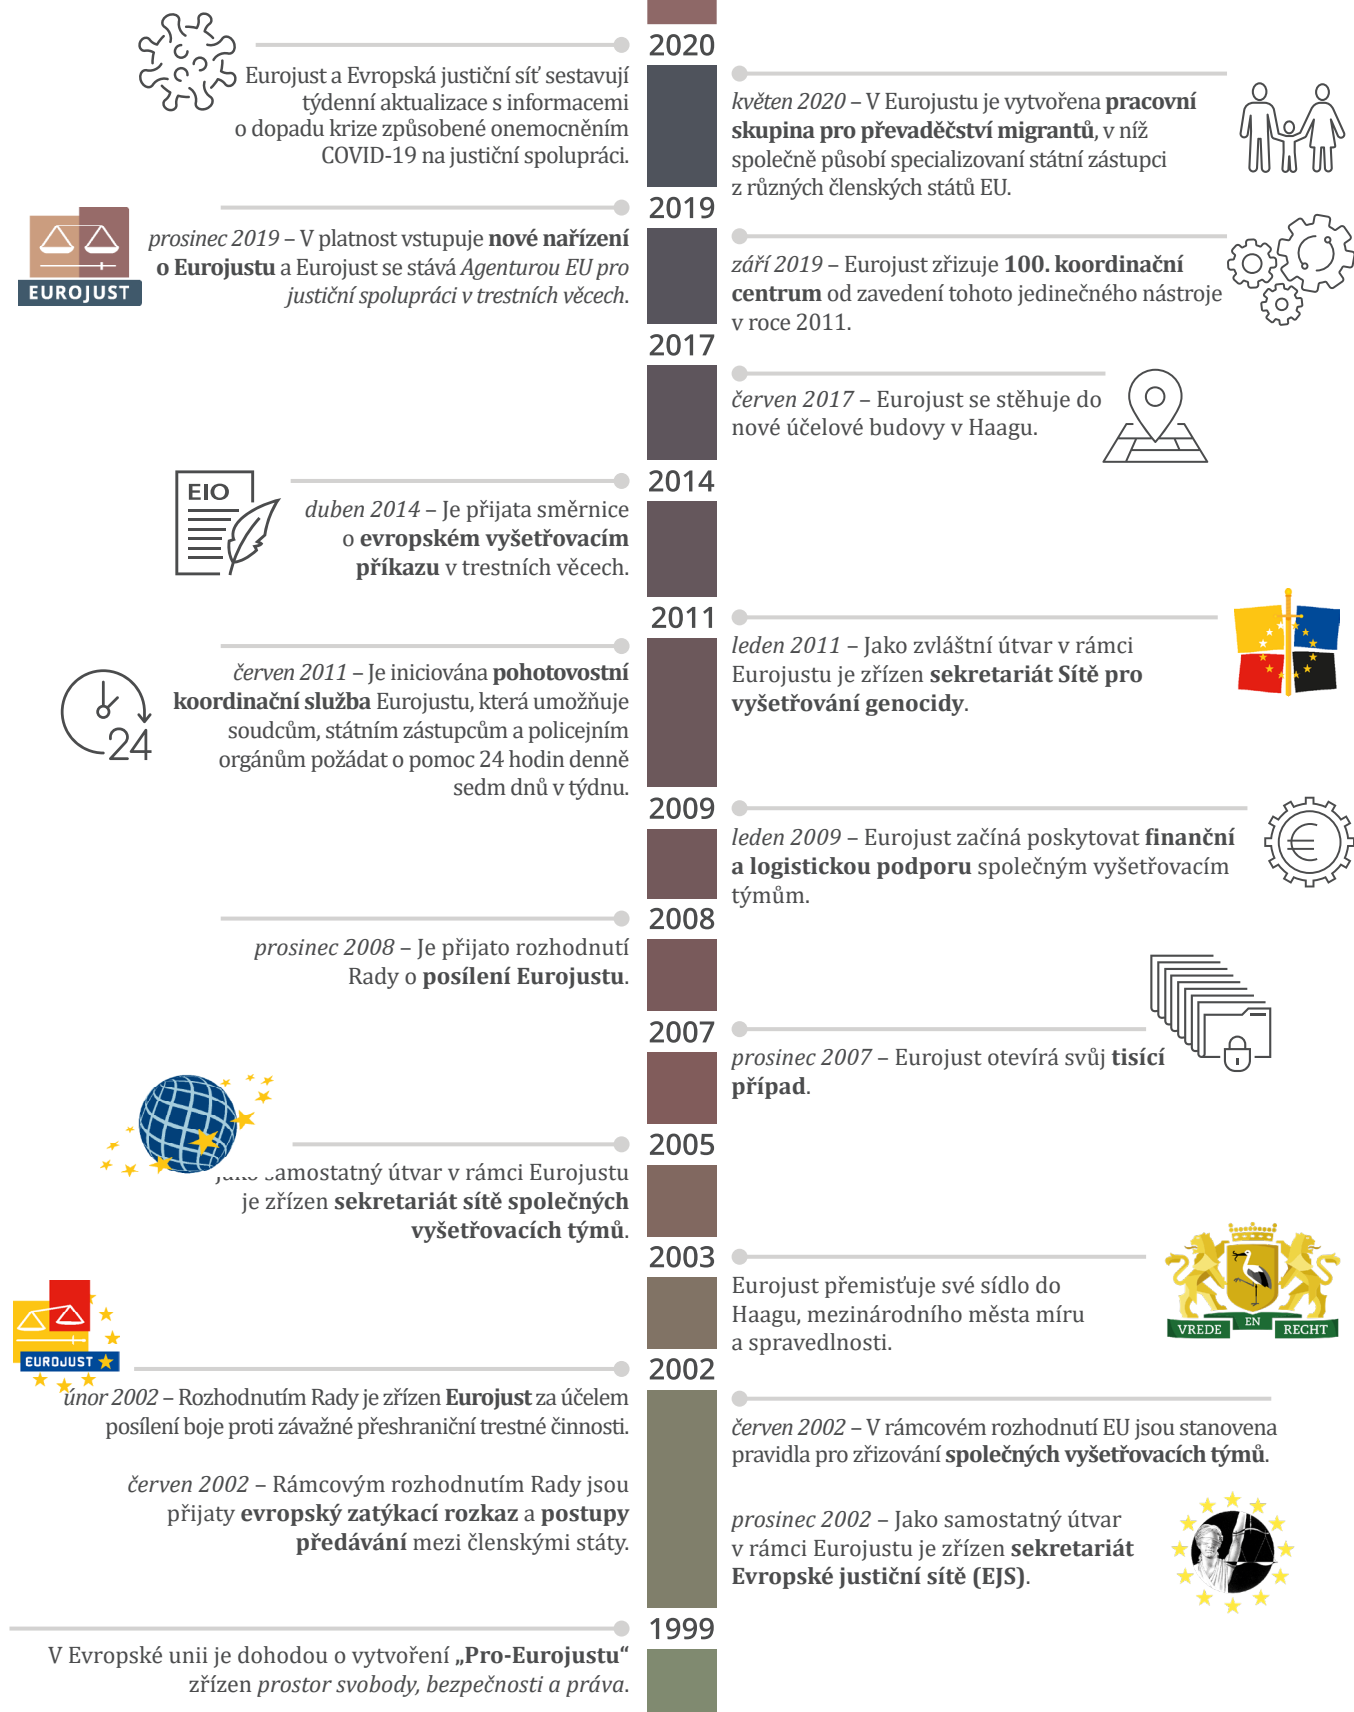 2020
Eurojust a Evropská justiční síť sestavují
týdenní aktualizace s informacemi
o dopadu krize způsobené onemocněním
COVID-19 na justiční spolupráci.
květen 2020 – V Eurojustu je vytvořena pracovní
skupina pro převaděčství migrantů, v níž
společně působí specializovaní státní zástupci
z různých členských států EU.
2019
EUROJUST
prosinec 2019 – V platnost vstupuje nové nařízení
o Eurojustu a Eurojust se stává Agenturou EU pro
justiční spolupráci v trestních věcech.
září 2019 – Eurojust zřizuje 100. koordinační
centrum od zavedení tohoto jedinečného nástroje
v roce 2011.
2017
červen 2017 – Eurojust se stěhuje do
nové účelové budovy v Haagu.
2014
EIO
duben 2014 – Je přijata směrnice
o evropském vyšetřovacím
příkazu v trestních věcech.
2011
leden 2011 – Jako zvláštní útvar v rámci
Eurojustu je zřízen sekretariát Sítě pro
vyšetřování genocidy.
24
červen 2011 – Je iniciována pohotovostní
koordinační služba Eurojustu, která umožňuje
soudcům, státním zástupcům a policejním
orgánům požádat o pomoc 24 hodin denně
sedm dnů v týdnu.
2009
leden 2009 – Eurojust začíná poskytovat finanční
a logistickou podporu společným vyšetřovacím
týmům.
2008
prosinec 2008 – Je přijato rozhodnutí
Rady o posílení Eurojustu.
2007
prosinec 2007 – Eurojust otevírá svůj tisící
případ.
2005
Jako samostatný útvar v rámci Eurojustu
je zřízen sekretariát sítě společných
vyšetřovacích týmů.
2003
Eurojust přemisťuje své sídlo do
Haagu, mezinárodního města míru
a spravedlnosti.
VREDE EN RECHT
2002
EUROJUST
únor 2002 – Rozhodnutím Rady je zřízen Eurojust za účelem
posílení boje proti závažné přeshraniční trestné činnosti.
červen 2002 – Rámcovým rozhodnutím Rady jsou
přijaty evropský zatýkací rozkaz a postupy
předávání mezi členskými státy.
červen 2002 – V rámcovém rozhodnutí EU jsou stanovena
pravidla pro zřizování společných vyšetřovacích týmů.
prosinec 2002 – Jako samostatný útvar
v rámci Eurojustu je zřízen sekretariát
Evropské justiční sítě (EJS).
1999
V Evropské unii je dohodou o vytvoření „Pro-Eurojustu“
zřízen prostor svobody, bezpečnosti a práva.